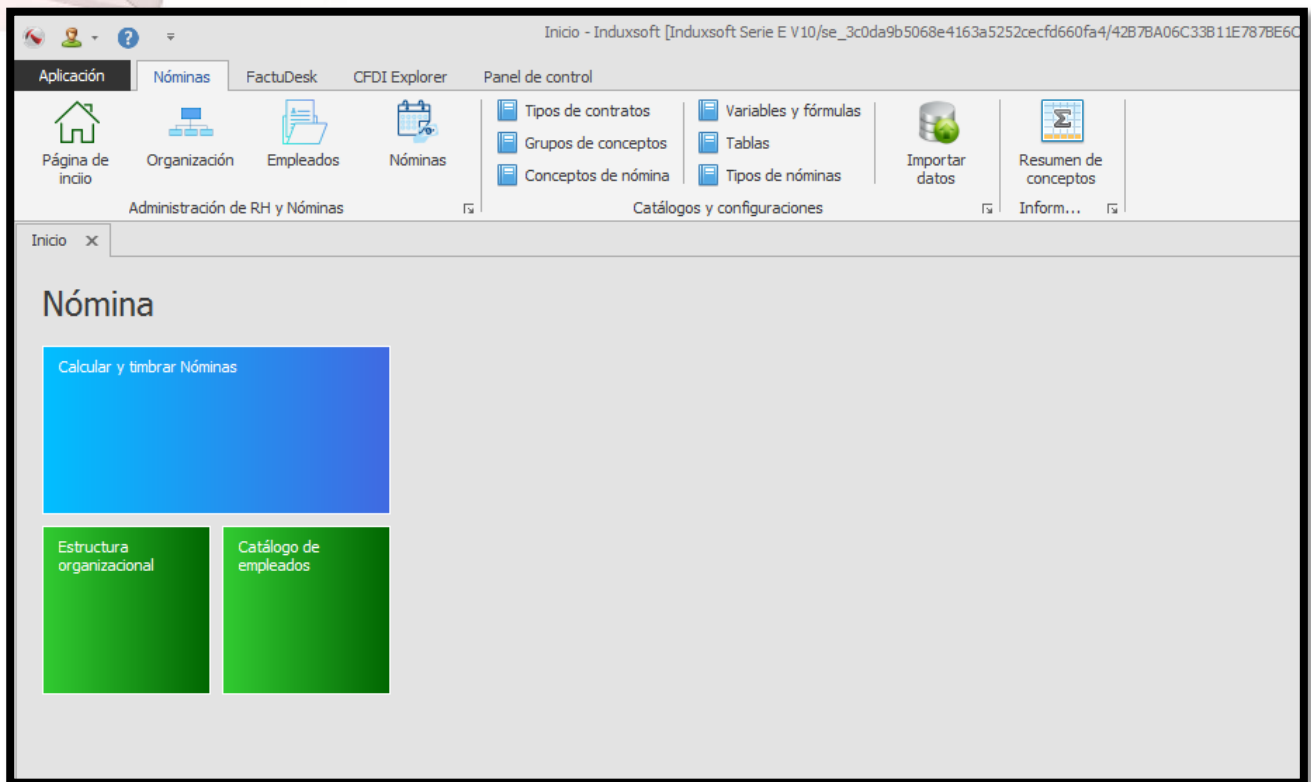 Inicio - Induxsoft [Induxsoft Serie E V10/se_3c0da9b5068e4163a5252cecfd660fa4/42B7BA06C33B11E787BE6C
Aplicación Nóminas FactuDesk CFDI Explorer Panel de control
Página de
inciio
Organización
Empleados
Nóminas
Administración de RH y Nóminas
Tipos de contratos
Grupos de conceptos
Conceptos de nómina
Variables y fórmulas
Tablas
Tipos de nóminas
Importar
datos
Catálogos y configuraciones
Resumen de
conceptos
Inform...
Inicio
Nómina
Calcular y timbrar Nóminas
Estructura
organizacional
Catálogo de
empleados